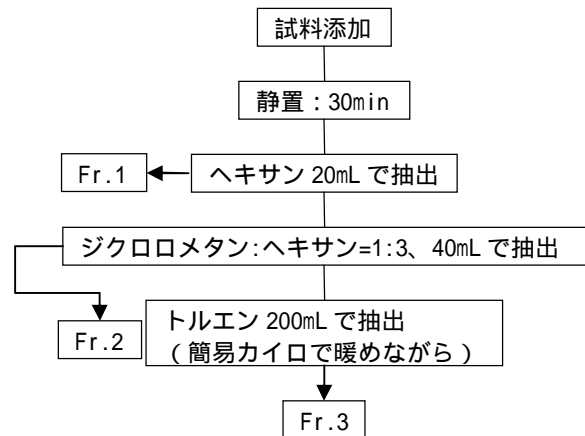 試料添加
静置：30min
Fr.1
ヘキサン 20mL で抽出
ジクロロメタン:ヘキサン=1:3、40mL で抽出
Fr.2
トルエン 200mL で抽出
（簡易カイロで暖めながら）
Fr.3